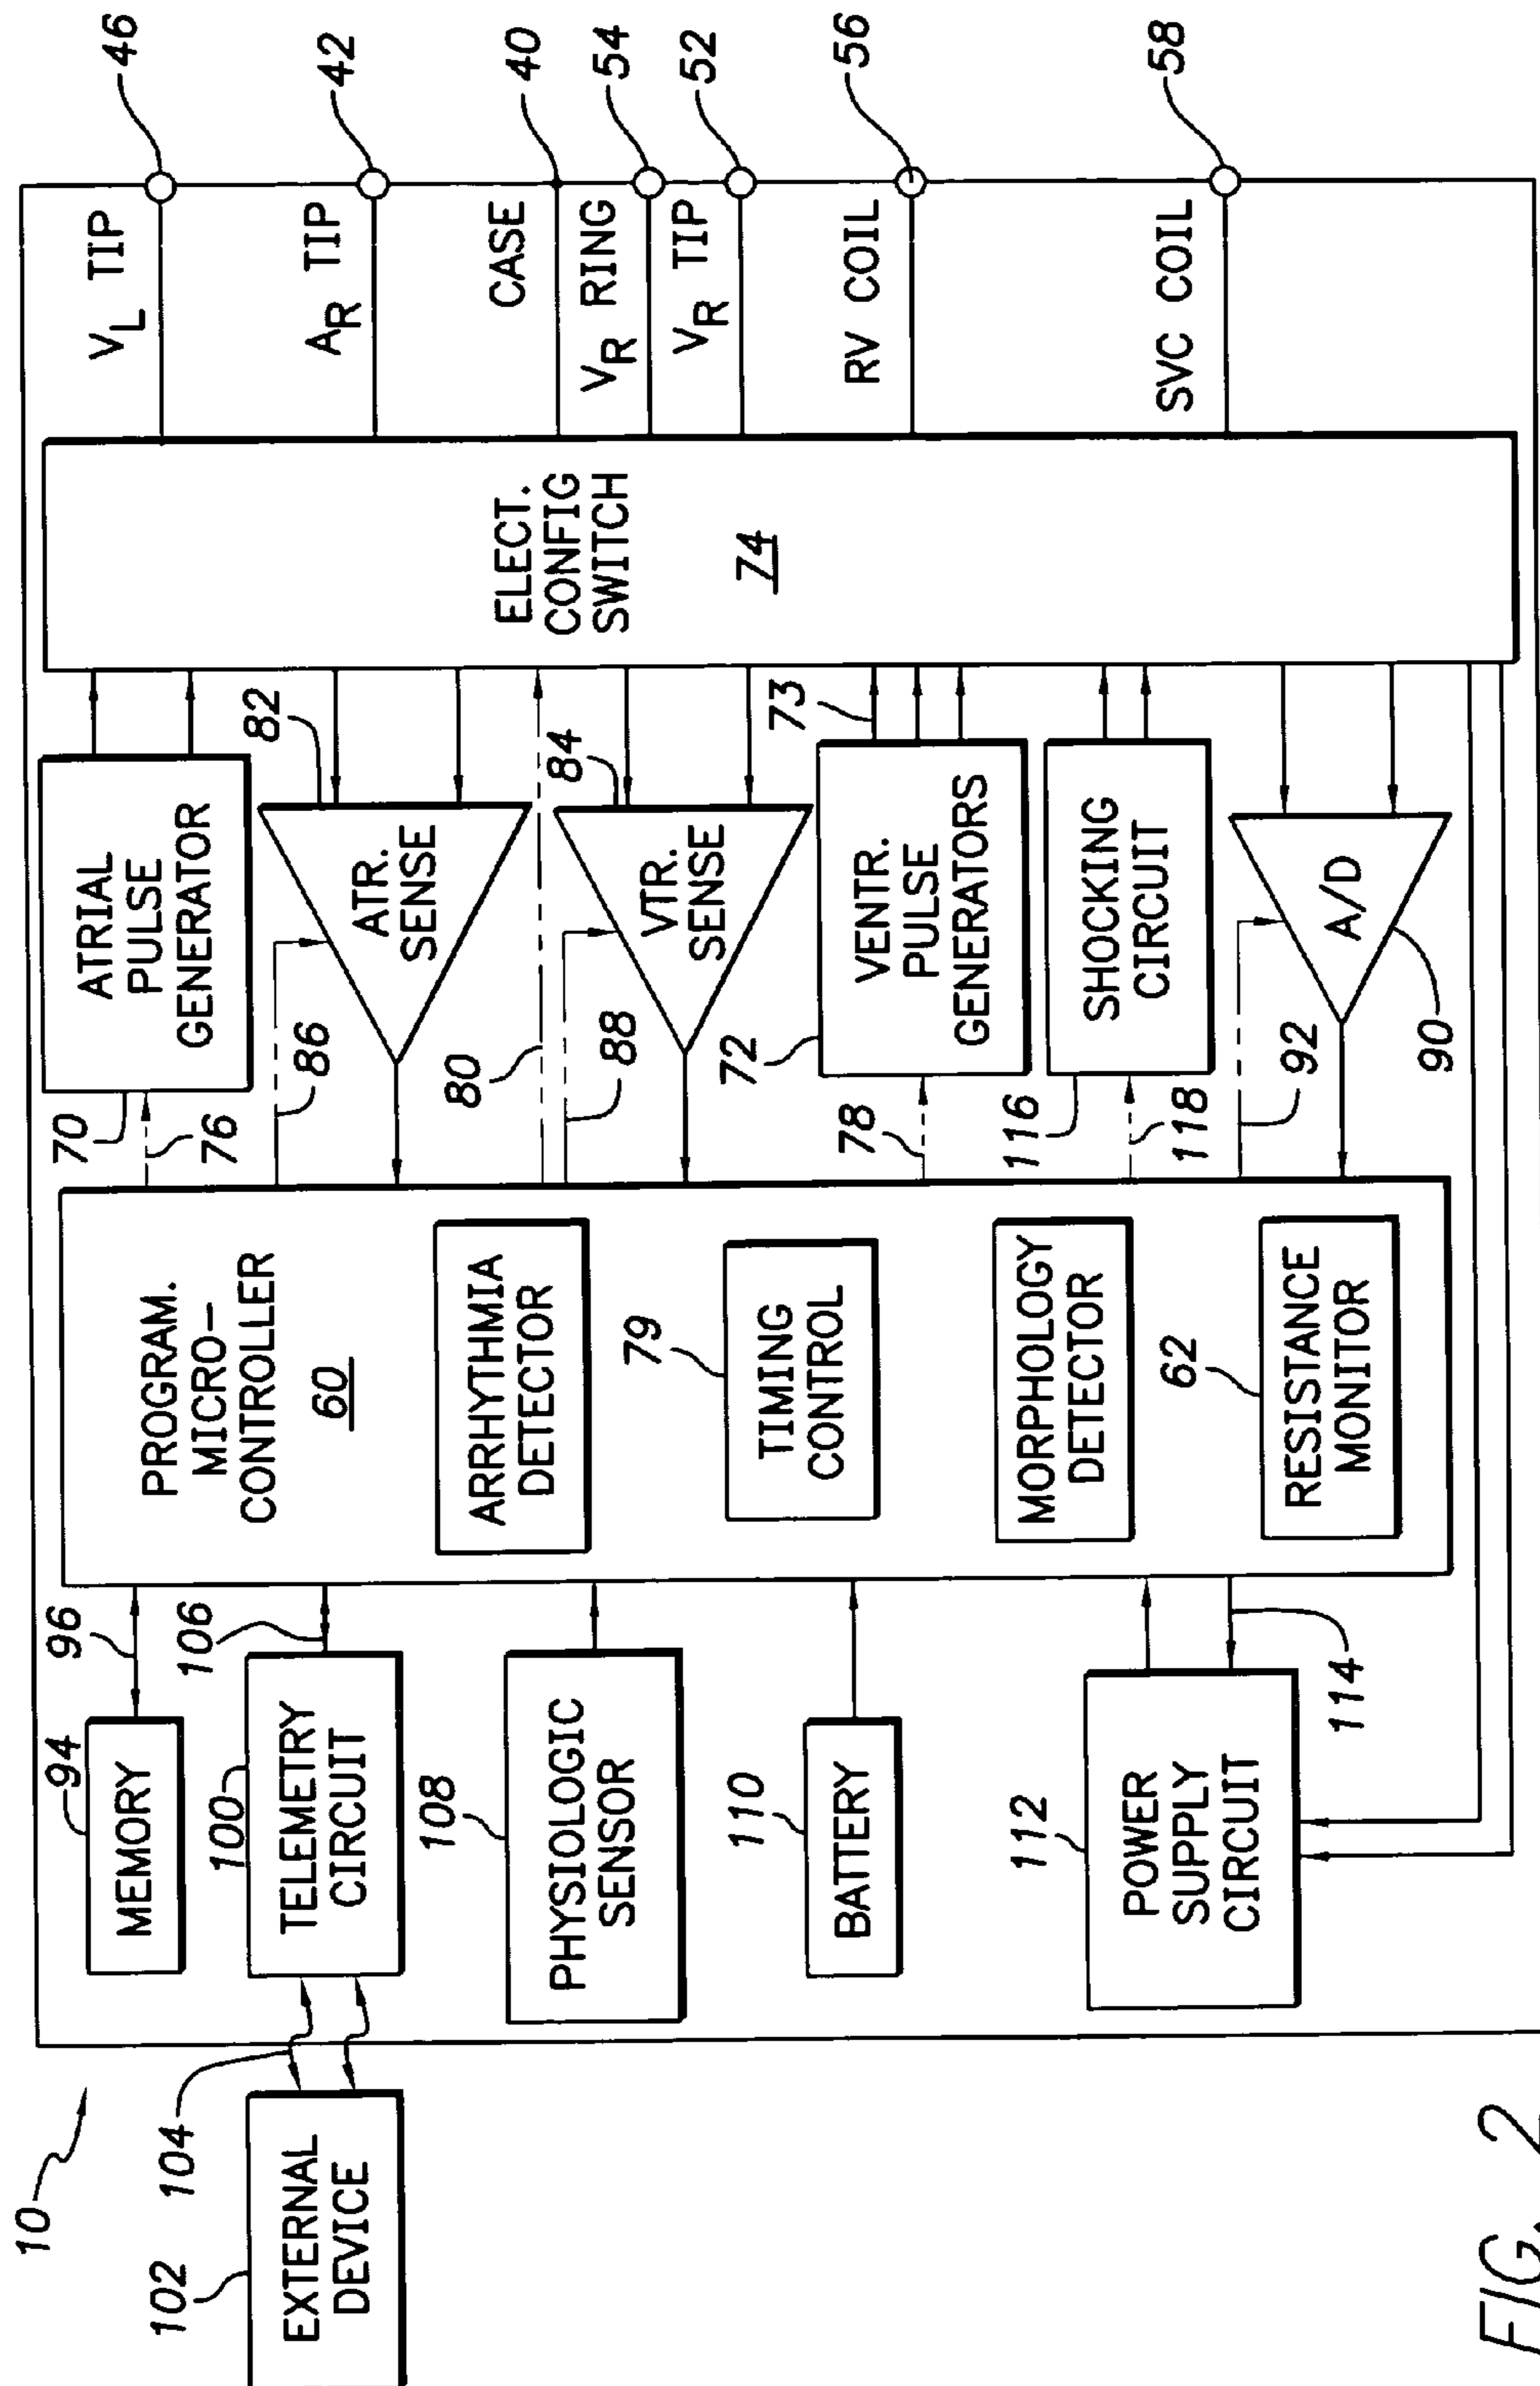 10
102
EXTERNAL
DEVICE
104
94
MEMORY
96
100
TELEMETRY
CIRCUIT
106
108
PHYSIOLOGIC
SENSOR
110
BATTERY
112
POWER
SUPPLY
CIRCUIT
114
PROGRAM.
MICRO-
CONTROLLER
60
ARRHYTHMIA
DETECTOR
79
TIMING
CONTROL
MORPHOLOGY
DETECTOR
62
RESISTANCE
MONITOR
70
76
ATRIAL
PULSE
GENERATOR
86
82
ATR.
SENSE
80
84
88
VTR.
SENSE
72
73
78
VENTR.
PULSE
GENERATORS
116
118
SHOCKING
CIRCUIT
92
A/D
90
ELECT.
CONFIG
SWITCH
74
VL TIP
46
AR TIP
42
CASE
40
VR RING
54
VR TIP
52
RV COIL
56
SVC COIL
58
FIG. 2